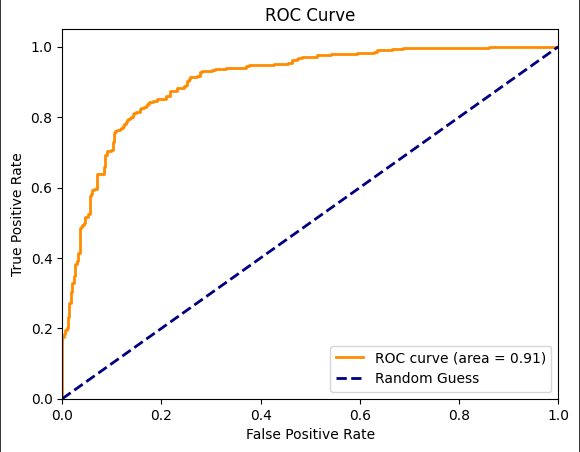 ROC Curve
True Positive Rate
1.0
0.8
0.6
0.4
0.2
0.0
0.0 0.2 0.4 0.6 0.8 1.0
False Positive Rate
ROC curve (area = 0.91)
Random Guess